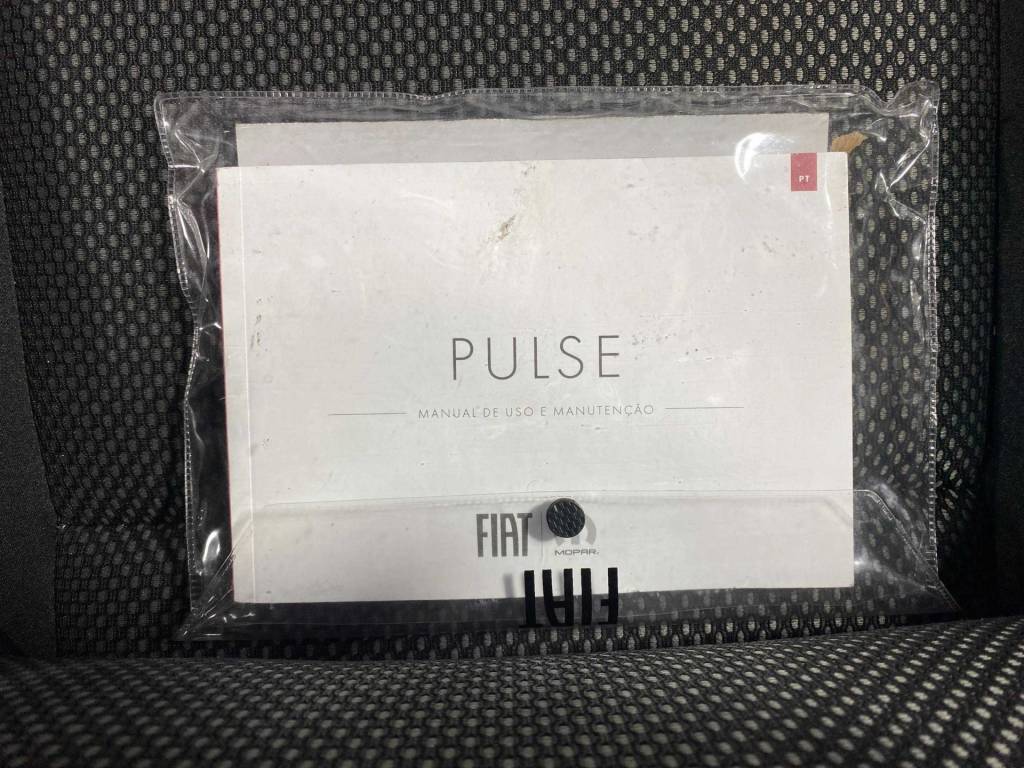 PT
PULSE
MANUAL DE USO E MANUTENÇÃO
FIAT
MOPAR
FIAT